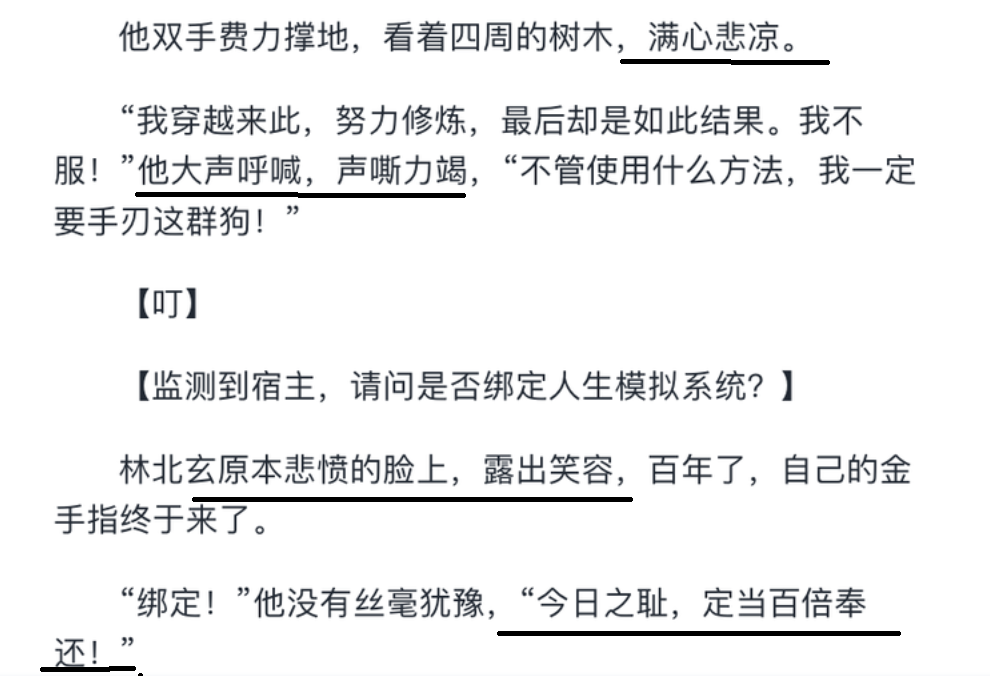 他双手费力撑地，看着四周的树木，满心悲凉。
“我穿越来此，努力修炼，最后却是如此结果。我不
服！”他大声呼喊，声嘶力竭，“不管使用什么方法，我一定
要手刃这群狗！”
【叮】
【监测到宿主，请问是否绑定人生模拟系统？】
林北玄原本悲愤的脸上，露出笑容，百年了，自己的金
手指终于来了。
“绑定！”他没有丝毫犹豫，“今日之耻，定当百倍奉
还！”